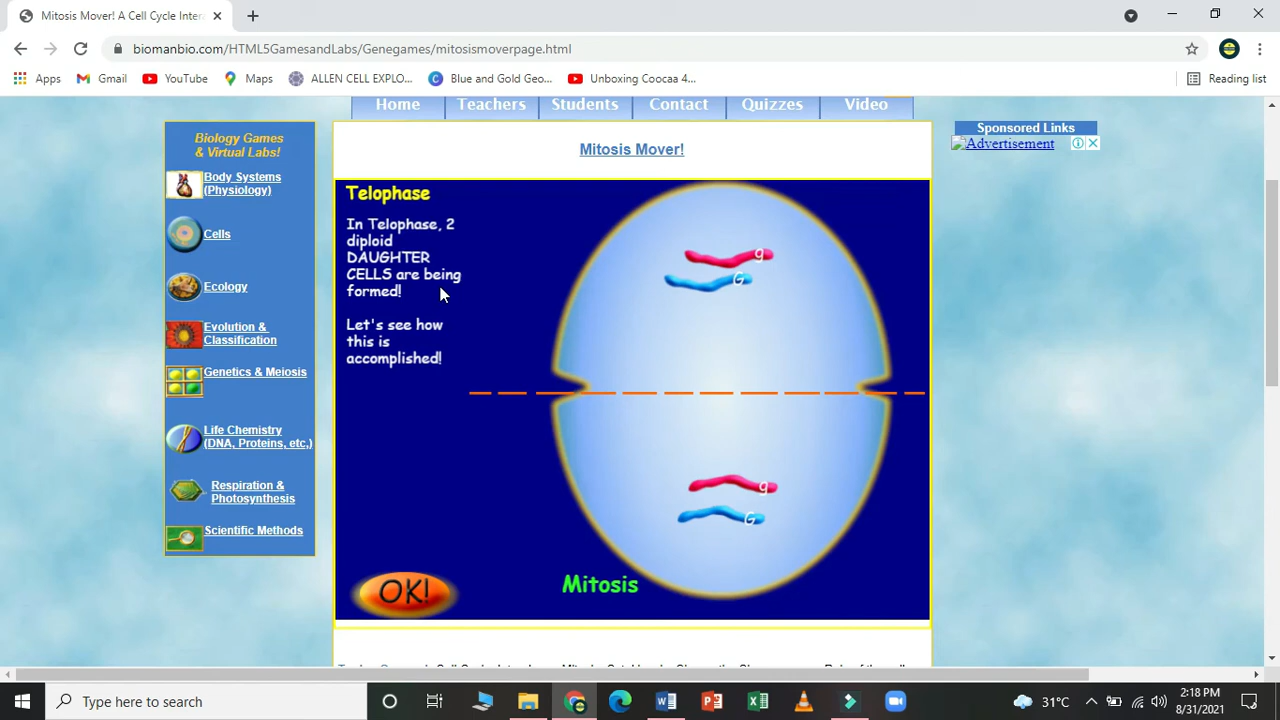 Mitosis Mover! A Cell Cycle Inter
biomanbio.com/HTML5GamesandLabs/Genegames/mitosismoverpage.html
Apps
Gmail
YouTube
Maps
ALLEN CELL EXPLO...
Blue and Gold Geo...
Unboxing Coocaa 4...
Reading list
Home
Teachers
Students
Contact
Quizzes
Video
Biology Games
& Virtual Labs!
Body Systems
(Physiology)
Cells
Ecology
Evolution &
Classification
Genetics & Meiosis
Life Chemistry
(DNA, Proteins, etc,)
Respiration &
Photosynthesis
Scientific Methods
Mitosis Mover!
Telophase
In Telophase, 2
diploid
DAUGHTER
CELLS are being
formed!
Let's see how
this is
accomplished!
g
G
g
G
OK!
Mitosis
Sponsored Links
Advertisement
Type here to search
31°C
2:18 PM
8/31/2021